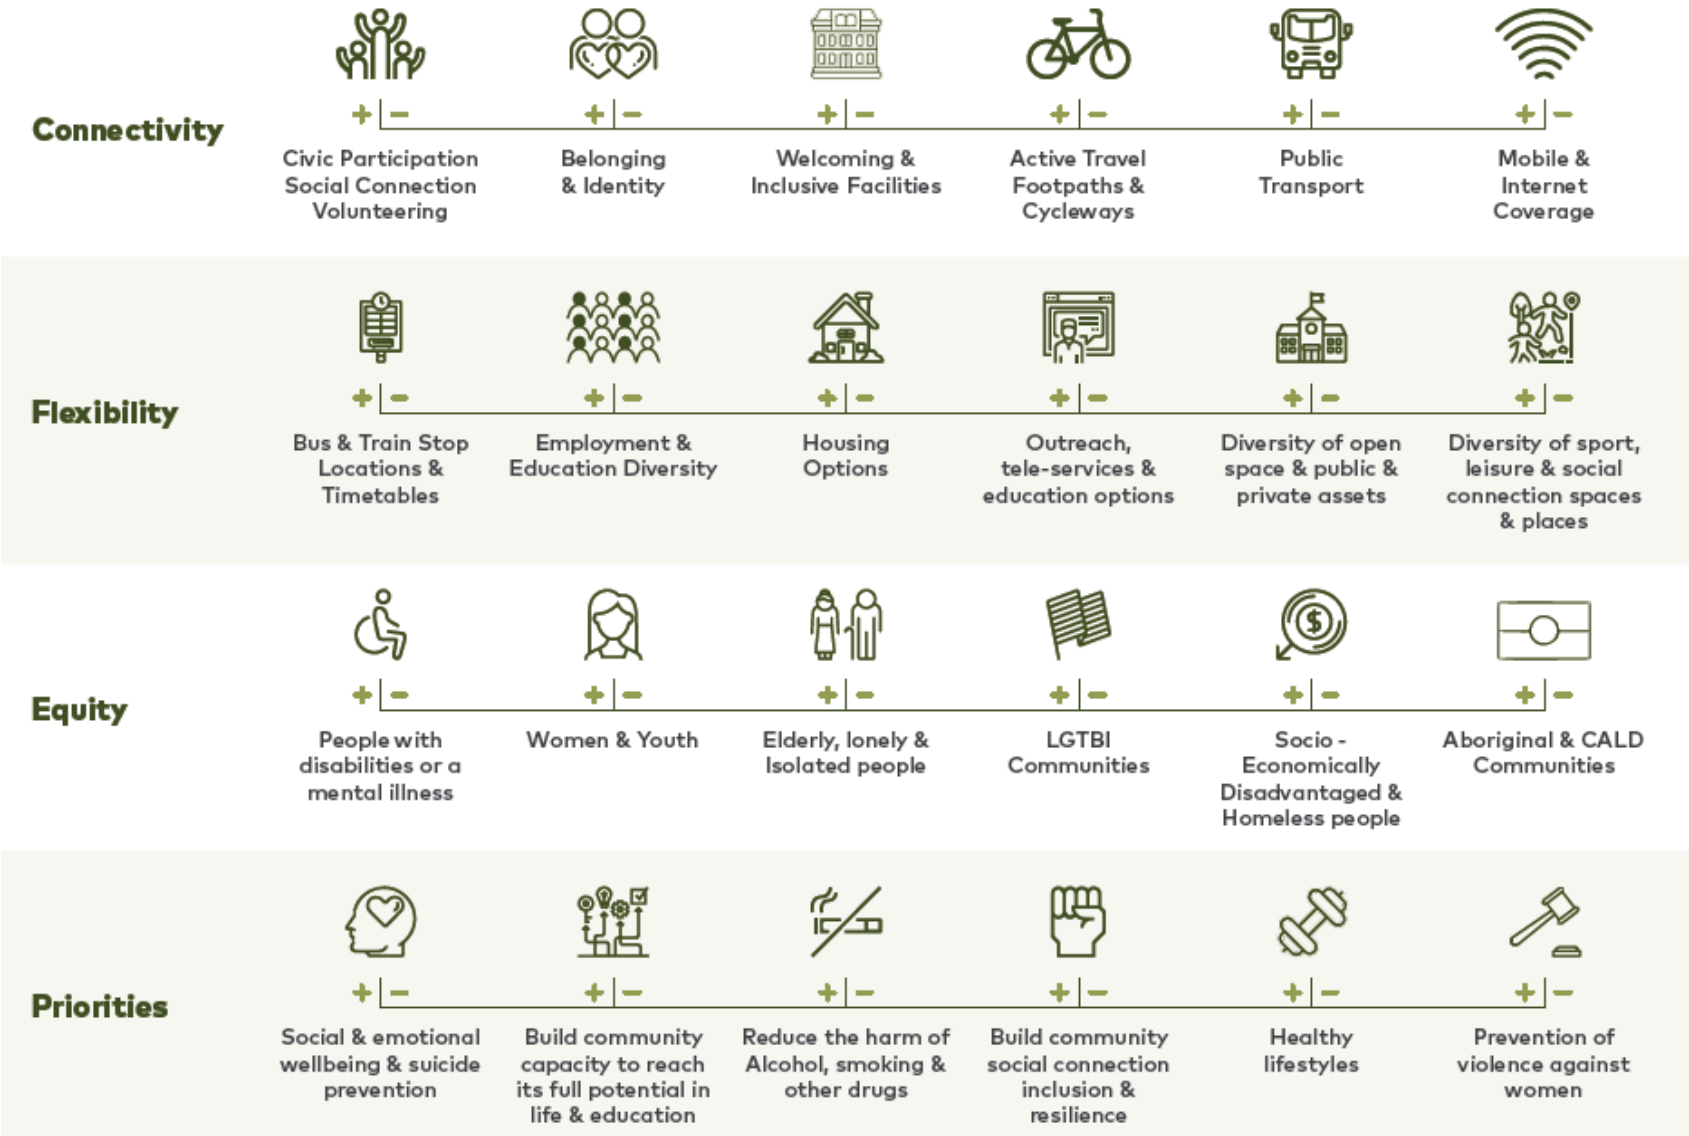 Connectivity
+ -
+ -
+ -
+ -
+ -
+ -
Civic Participation
Social Connection
Volunteering
Belonging
& Identity
Welcoming &
Inclusive Facilities
Active Travel
Footpaths &
Cycleways
Public
Transport
Mobile &
Internet
Coverage
Flexibility
+ -
+ -
+ -
+ -
+ -
+ -
Bus & Train Stop
Locations &
Timetables
Employment &
Education Diversity
Housing
Options
Outreach,
tele-services &
education options
Diversity of open
space & public &
private assets
Diversity of sport,
leisure & social
connection spaces
& places
Equity
$
+ -
+ -
+ -
+ -
+ -
+ -
People with
disabilities or a
mental illness
Women & Youth
Elderly, lonely &
Isolated people
LGTBI
Communities
Socio -
Economically
Disadvantaged &
Homeless people
Aboriginal & CALD
Communities
Priorities
+ -
+ -
+ -
+ -
+ -
+ -
Social & emotional
wellbeing & suicide
prevention
Build community
capacity to reach
its full potential in
life & education
Reduce the harm of
Alcohol, smoking &
other drugs
Build community
social connection
inclusion &
resilience
Healthy
lifestyles
Prevention of
violence against
women